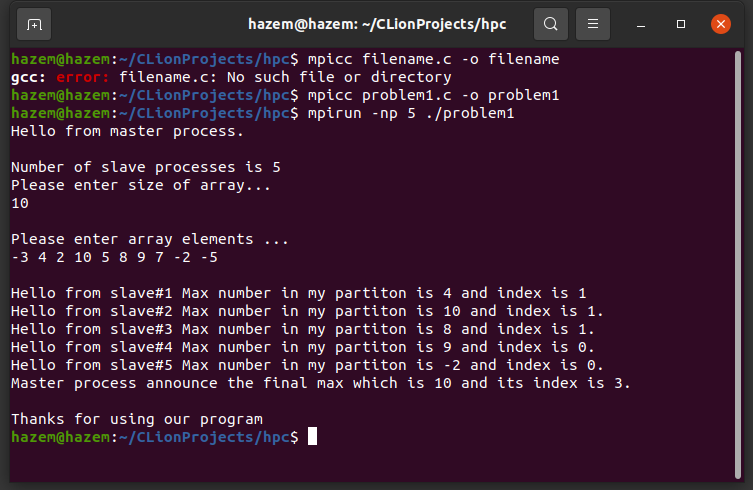 hazem@hazem: ~/CLionProjects/hpc
hazem@hazem:~/CLionProjects/hpc$ mpicc filename.c -o filename
gcc: error: filename.c: No such file or directory
hazem@hazem:~/CLionProjects/hpc$ mpicc problem1.c -o problem1
hazem@hazem:~/CLionProjects/hpc$ mpirun -np 5 ./problem1
Hello from master process.
Number of slave processes is 5
Please enter size of array...
10
Please enter array elements ...
-3 4 2 10 5 8 9 7 -2 -5
Hello from slave#1 Max number in my partiton is 4 and index is 1
Hello from slave#2 Max number in my partiton is 10 and index is 1.
Hello from slave#3 Max number in my partiton is 8 and index is 1.
Hello from slave#4 Max number in my partiton is 9 and index is 0.
Hello from slave#5 Max number in my partiton is -2 and index is 0.
Master process announce the final max which is 10 and its index is 3.
Thanks for using our program
hazem@hazem:~/CLionProjects/hpc$